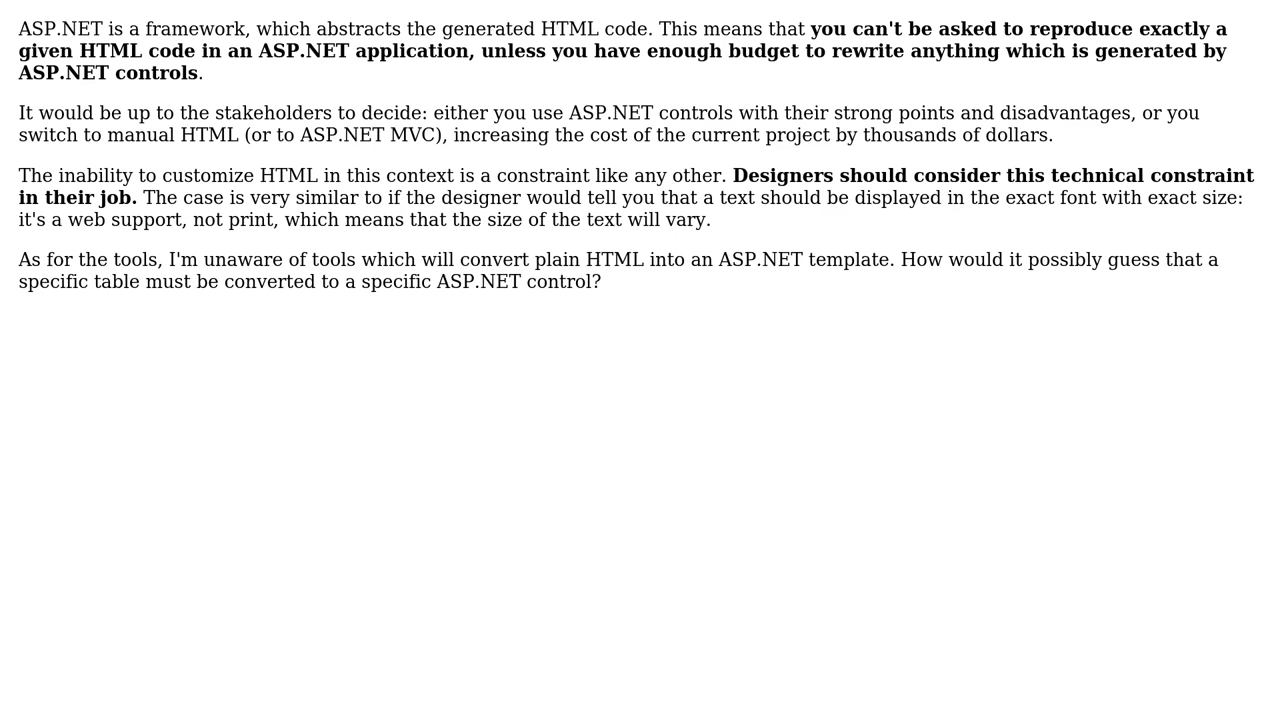 ASP.NET is a framework, which abstracts the generated HTML code. This means that you can't be asked to reproduce exactly a
given HTML code in an ASP.NET application, unless you have enough budget to rewrite anything which is generated by
ASP.NET controls.
It would be up to the stakeholders to decide: either you use ASP.NET controls with their strong points and disadvantages, or you
switch to manual HTML (or to ASP.NET MVC), increasing the cost of the current project by thousands of dollars.
The inability to customize HTML in this context is a constraint like any other. Designers should consider this technical constraint
in their job. The case is very similar to if the designer would tell you that a text should be displayed in the exact font with exact size:
it's a web support, not print, which means that the size of the text will vary.
As for the tools, I'm unaware of tools which will convert plain HTML into an ASP.NET template. How would it possibly guess that a
specific table must be converted to a specific ASP.NET control?